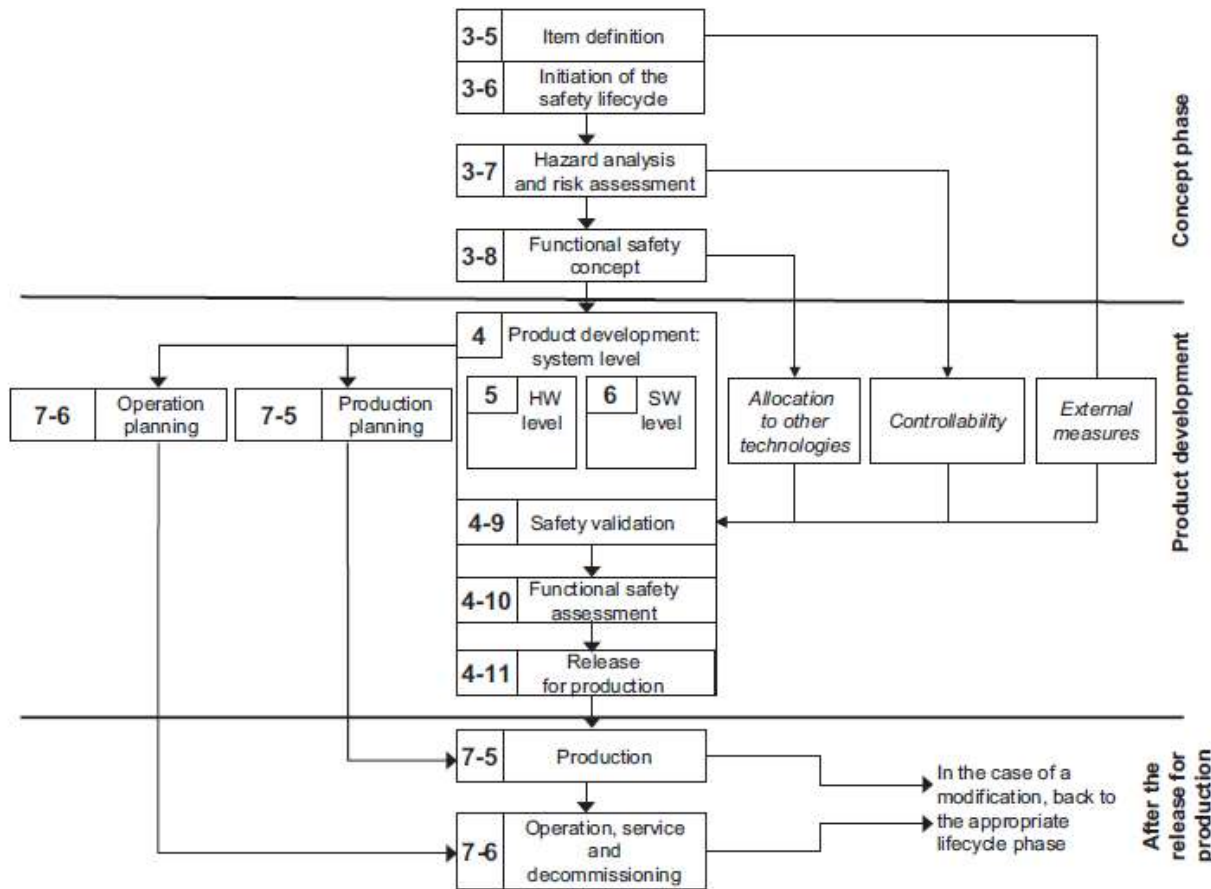 3-5 Item definition
3-6 Initiation of the
safety lifecycle
3-7 Hazard analysis
and risk assessment
3-8 Functional safety
concept
Concept phase
4 Product development:
system level
5 HW
level
6 SW
level
7-6 Operation
planning
7-5 Production
planning
Allocation
to other
technologies
Controllability
External
measures
4-9 Safety validation
4-10 Functional safety
assessment
4-11 Release
for production
Product development
7-5 Production
7-6 Operation, service
and
decommissioning
In the case of a
modification, back to
the appropriate
lifecycle phase
After the
release for
production